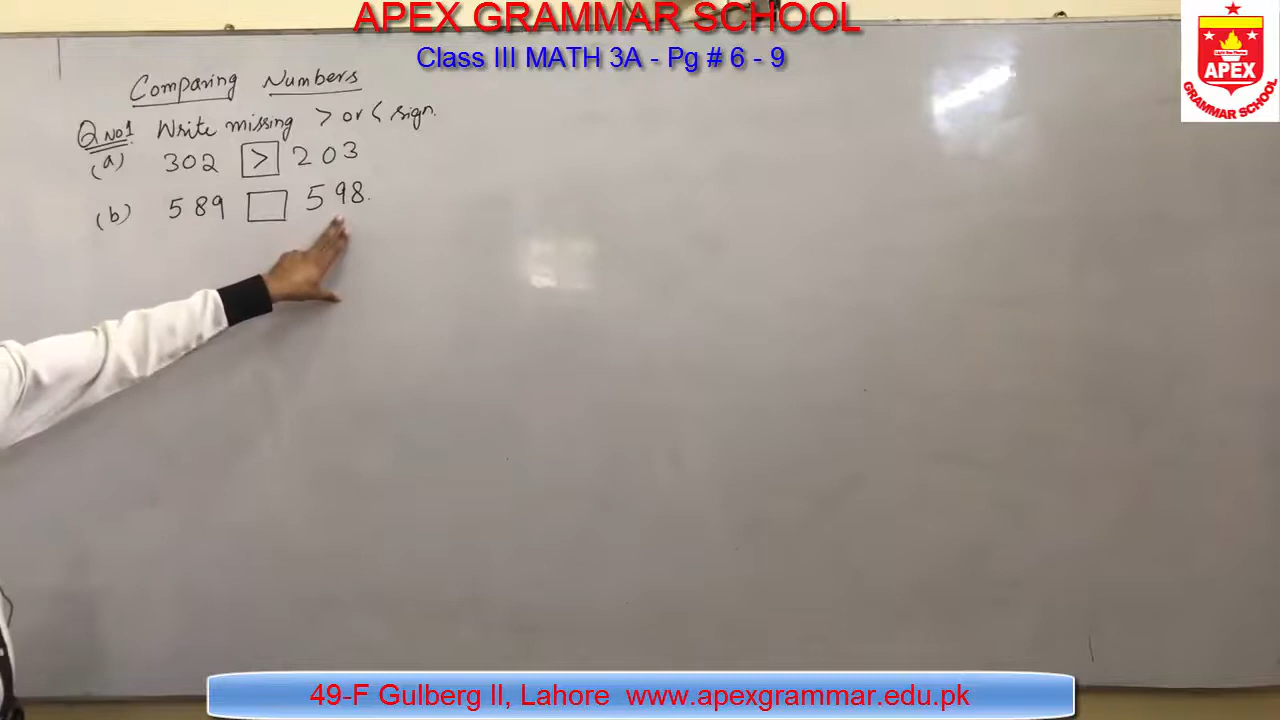 APEX GRAMMAR SCHOOL
Class III MATH 3A - Pg # 6 - 9
APEX
GRAMMAR SCHOOL
Comparing Numbers
Q No1 Write missing > or < sign.
(a) 302 > 203
(b) 589 598.
49-F Gulberg II, Lahore www.apexgrammar.edu.pk